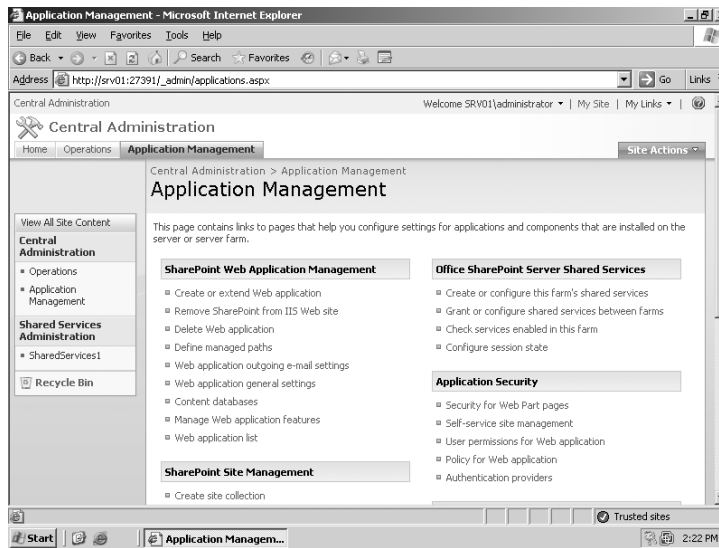 Application Management - Microsoft Internet Explorer
File Edit View Favorites Tools Help
Back Search Favorites
Address http://srv01:27391/_admin/applications.aspx Go Links
Central Administration Welcome SRV01\administrator | My Site | My Links |
Central Administration
Home Operations Application Management Site Actions
Central Administration > Application Management
Application Management
View All Site Content
Central
Administration
Operations
Application
Management
Shared Services
Administration
SharedServices1
Recycle Bin
This page contains links to pages that help you configure settings for applications and components that are installed on the
server or server farm.
SharePoint Web Application Management
Create or extend Web application
Remove SharePoint from IIS Web site
Delete Web application
Define managed paths
Web application outgoing e-mail settings
Web application general settings
Content databases
Manage Web application features
Web application list
SharePoint Site Management
Create site collection
Office SharePoint Server Shared Services
Create or configure this farm's shared services
Grant or configure shared services between farms
Check services enabled in this farm
Configure session state
Application Security
Security for Web Part pages
Self-service site management
User permissions for Web application
Policy for Web application
Authentication providers
Trusted sites
Start Application Managem... 2:22 PM